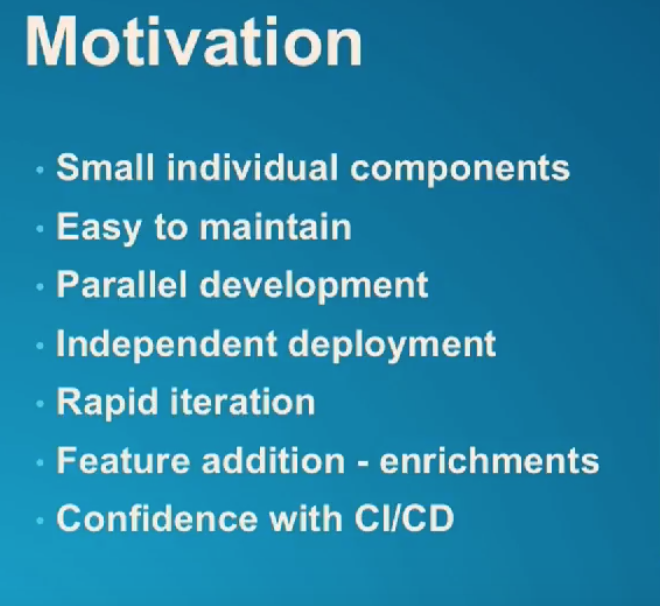 Motivation
· Small individual components
· Easy to maintain
· Parallel development
· Independent deployment
· Rapid iteration
· Feature addition - enrichments
· Confidence with CI/CD